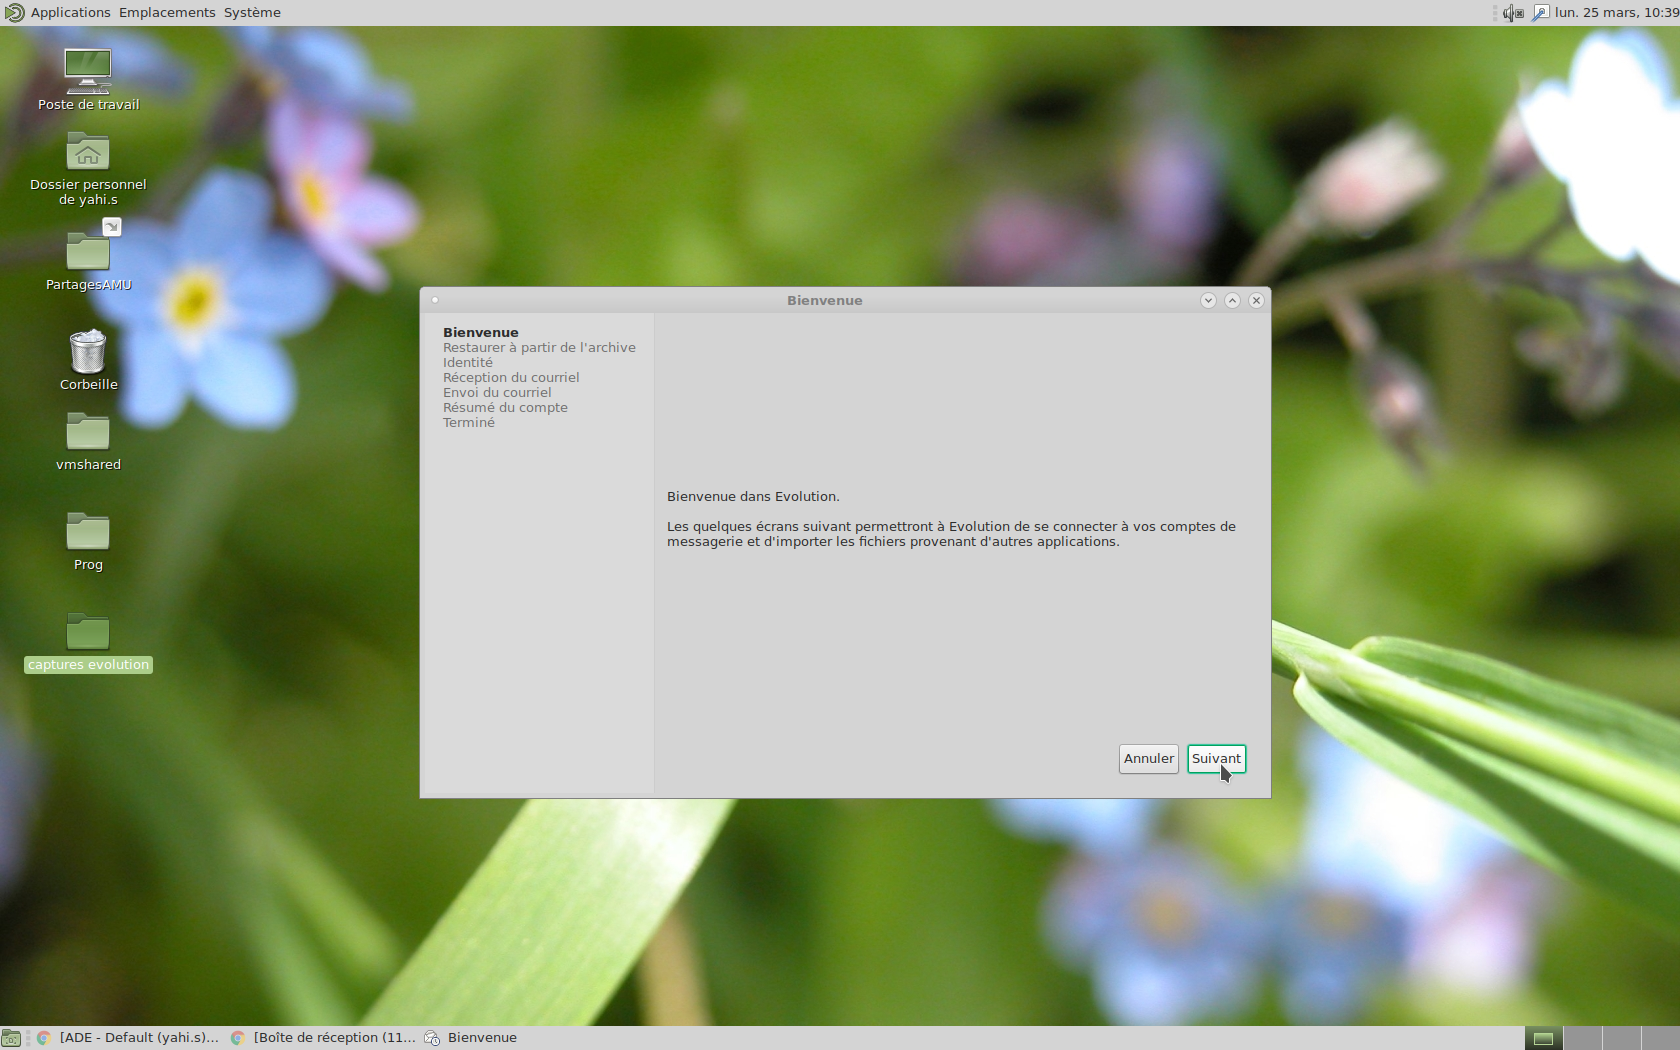 Applications Emplacements Système
lun. 25 mars, 10:39
Poste de travail
Dossier personnel
de yahi.s
PartagesAMU
Corbeille
vmshared
Prog
captures evolution
Bienvenue
Bienvenue
Restaurer à partir de l'archive
Identité
Réception du courriel
Envoi du courriel
Résumé du compte
Terminé
Bienvenue dans Evolution.
Les quelques écrans suivant permettront à Evolution de se connecter à vos comptes de
messagerie et d'importer les fichiers provenant d'autres applications.
Annuler Suivant
[ADE - Default (yahi.s)... [Boîte de réception (11... Bienvenue